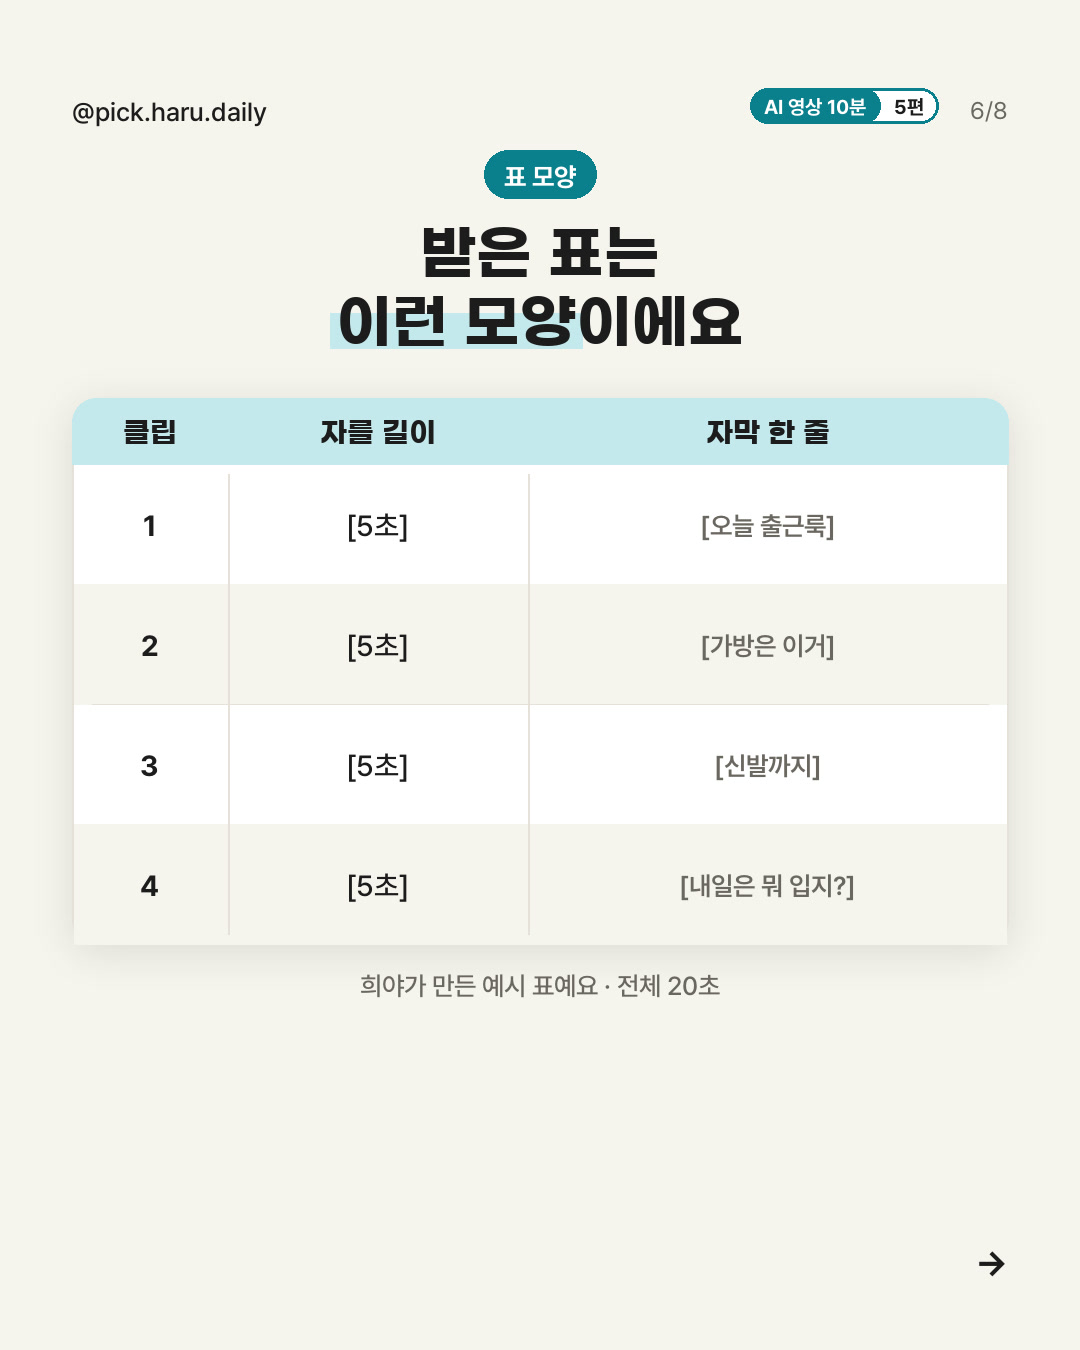 @pick.haru.daily
AI 영상 10분 5편 6/8
표 모양
받은 표는
이런 모양이에요
클립 자를 길이 자막 한 줄
1 [5초] [오늘 출근룩]
2 [5초] [가방은 이거]
3 [5초] [신발까지]
4 [5초] [내일은 뭐 입지?]
희야가 만든 예시 표예요 · 전체 20초
→